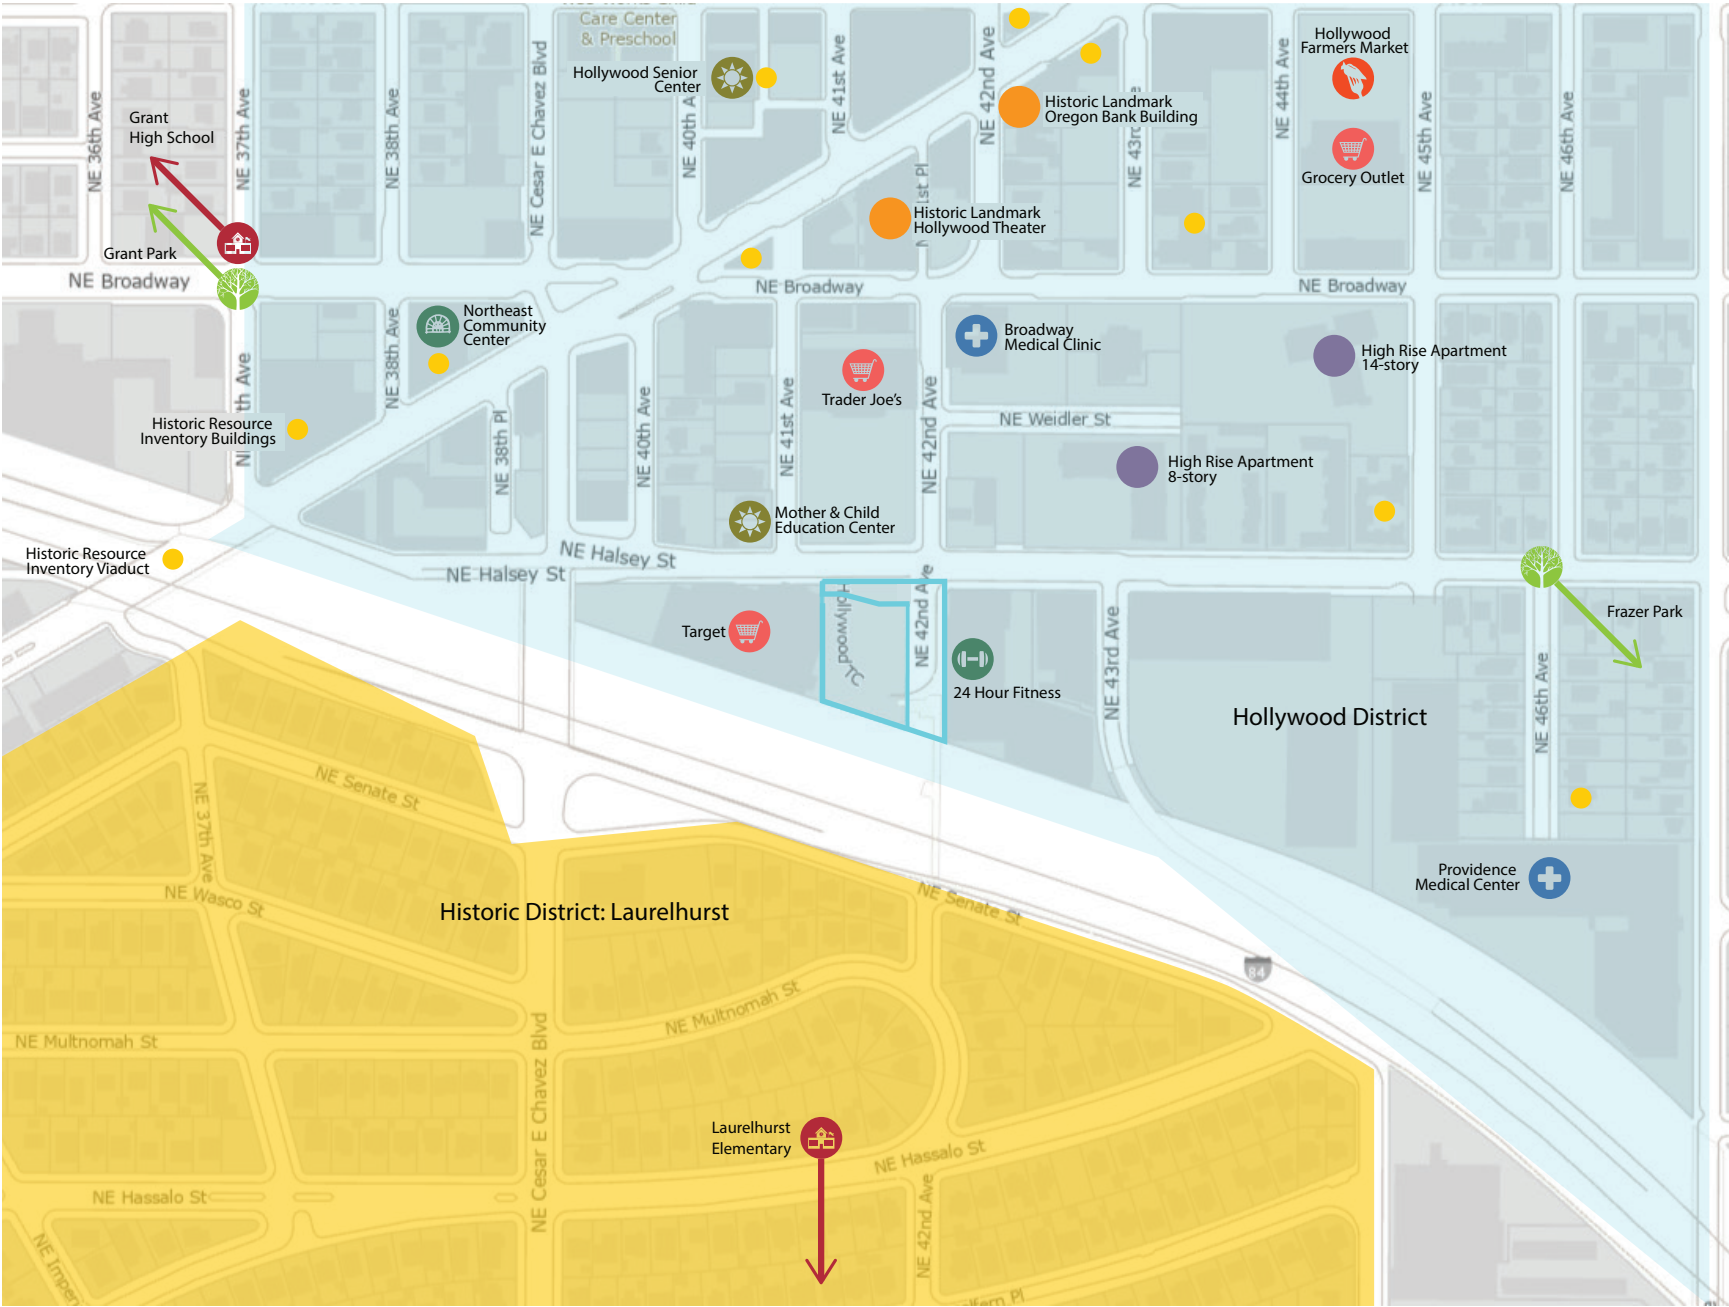 Care Center
& Preschool
Hollywood Senior
Center
NE 36th Ave
NE 37th Ave
NE 38th Ave
NE Cesar E Chavez Blvd
NE 40th A
NE 41st Ave
NE 42nd Ave
NE 44th Ave
NE 45th Ave
NE 46th Ave
Hollywood
Farmers Market
Grocery Outlet
Historic Landmark
Oregon Bank Building
Historic Landmark
Hollywood Theater
Grant
High School
Grant Park
NE Broadway
NE Broadway
NE Broadway
Northeast
Community
Center
NE 38th Ave
Broadway
Medical Clinic
High Rise Apartment
14-story
Trader Joe's
NE Weidler St
NE 38th Pl
NE 40th Ave
NE 41st Ave
NE 42nd Ave
Historic Resource
Inventory Buildings
High Rise Apartment
8-story
Mother & Child
Education Center
Historic Resource
Inventory Viaduct
NE Halsey St
NE Halsey St
Target
Hollywood TC
NE 42nd Ave
24 Hour Fitness
NE 43rd Ave
Frazer Park
NE 46th Ave
Hollywood District
Providence
Medical Center
NE Senate St
NE 37th Ave
NE Wasco St
Historic District: Laurelhurst
NE Senate St
84
NE Multnomah St
NE Multnomah St
NE Cesar E Chavez Blvd
Laurelhurst
Elementary
NE Hassalo St
NE Hassalo St
NE 42nd Ave